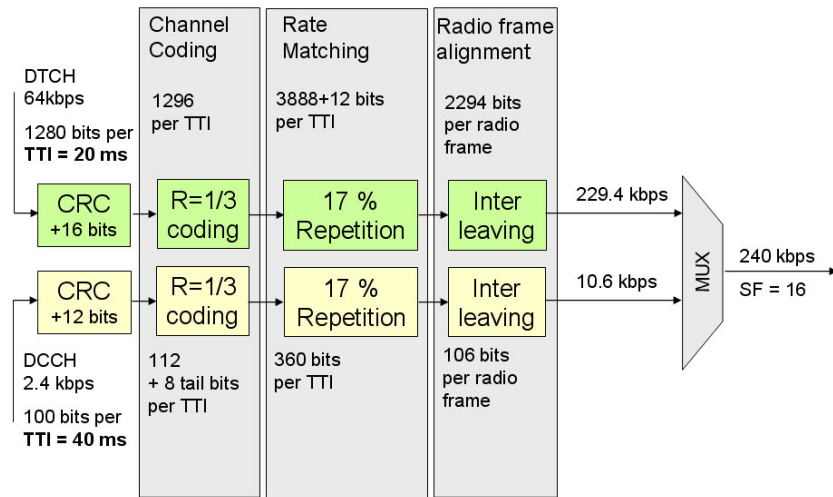 Channel
Coding
Rate
Matching
Radio frame
alignment
DTCH
64kbps
1280 bits per
TTI = 20 ms
1296
per TTI
3888+12 bits
per TTI
2294 bits
per radio
frame
CRC
+16 bits
R=1/3
coding
17 %
Repetition
Inter
leaving
229.4 kbps
CRC
+12 bits
R=1/3
coding
17 %
Repetition
Inter
leaving
10.6 kbps
MUX
240 kbps
SF = 16
DCCH
2.4 kbps
100 bits per
TTI = 40 ms
112
+ 8 tail bits
per TTI
360 bits
per TTI
106 bits
per radio
frame